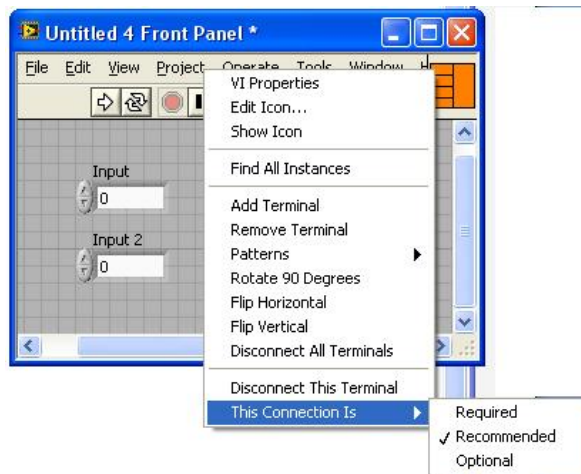 Untitled 4 Front Panel *
File Edit View Project Operate Tools Window H
VI Properties
Edit Icon...
Show Icon
Find All Instances
Input
0
Add Terminal
Remove Terminal
Input 2
Patterns
0
Rotate 90 Degrees
Flip Horizontal
Flip Vertical
Disconnect All Terminals
Disconnect This Terminal
This Connection Is
Required
Recommended
Optional